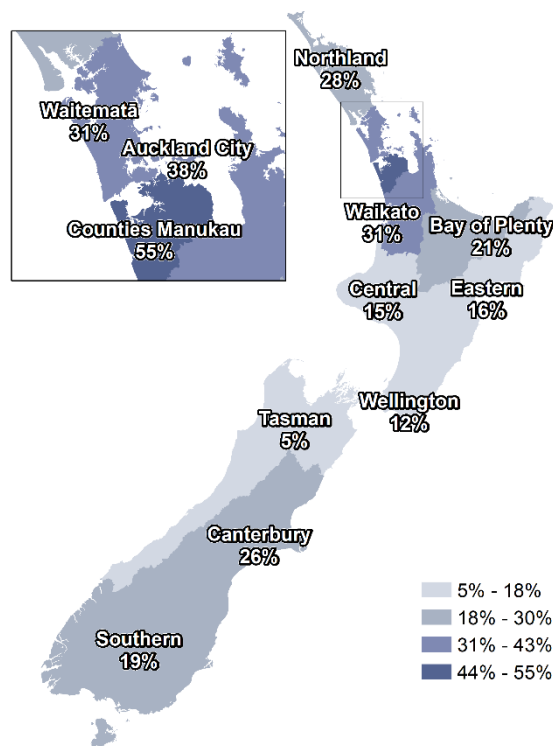 Northland
28%
Waitematā
31%
Auckland City
38%
Counties Manukau
55%
Waikato
31%
Bay of Plenty
21%
Central
15%
Eastern
16%
Wellington
12%
Tasman
5%
Canterbury
26%
Southern
19%
5% - 18%
18% - 30%
31% - 43%
44% - 55%